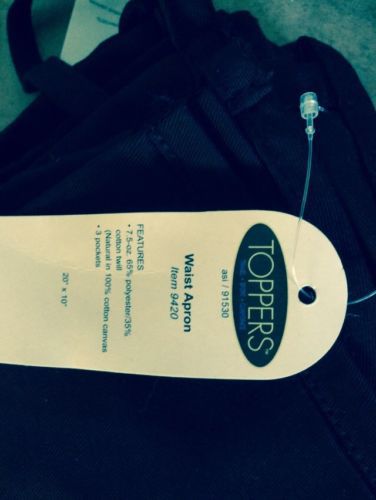 TOPPERS
asi / 91530
Waist Apron
Item 9420
FEATURES
• 7.5-oz. 65% polyester/35%
cotton twill
(Natural in 100% cotton canvas
• 3 pockets
20" x 10"